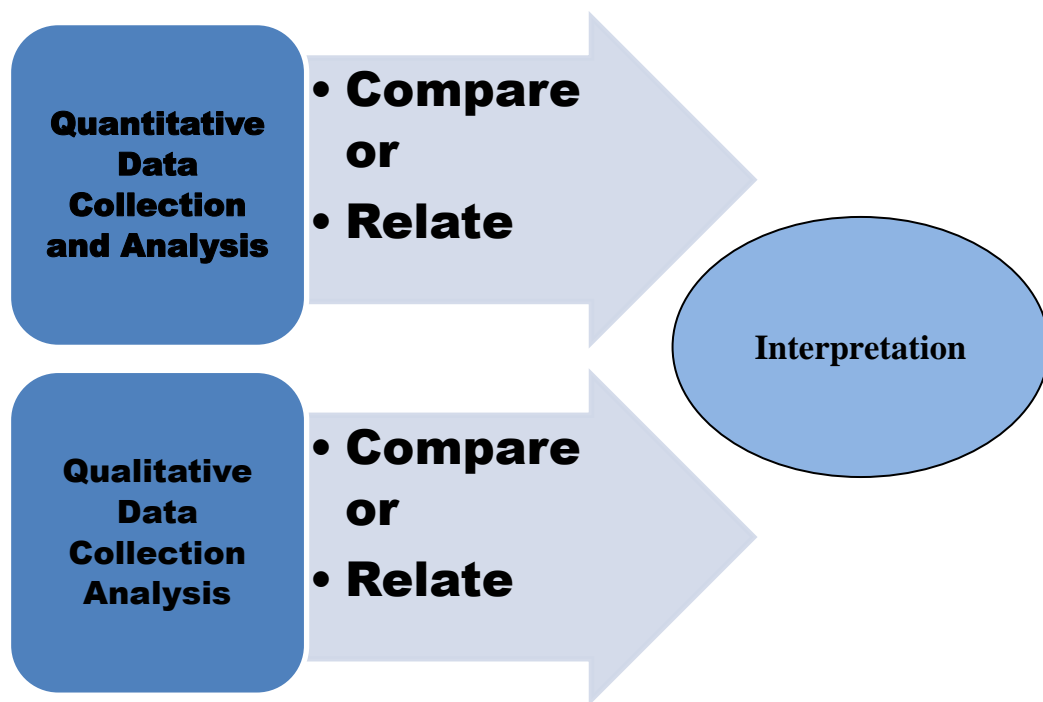 Quantitative
Data
Collection
and Analysis
• Compare
or
• Relate
Interpretation
Qualitative
Data
Collection
Analysis
• Compare
or
• Relate